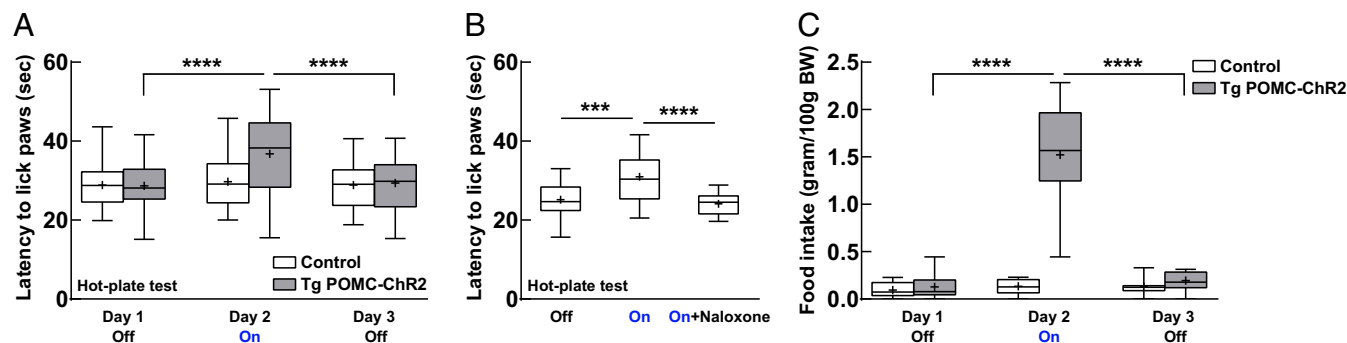 A
Latency to lick paws (sec)
60
40
20
0
****
****
Control
Tg POMC-ChR2
Hot-plate test
Day 1
Off
Day 2
On
Day 3
Off
B
Latency to lick paws (sec)
60
40
20
0
***
****
Hot-plate test
Off
On
On+Naloxone
C
Food intake (gram/100g BW)
2.5
2.0
1.5
1.0
0.5
0.0
****
****
Control
Tg POMC-ChR2
Day 1
Off
Day 2
On
Day 3
Off